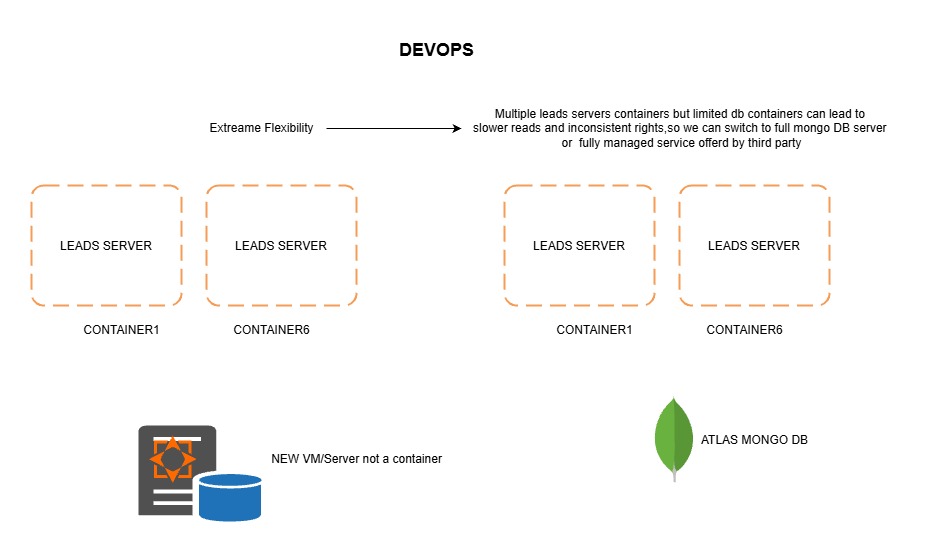 DEVOPS
Extreame Flexibility
Multiple leads servers containers but limited db containers can lead to
slower reads and inconsistent rights,so we can switch to full mongo DB server
or fully managed service offerd by third party
LEADS SERVER
LEADS SERVER
LEADS SERVER
LEADS SERVER
CONTAINER1
CONTAINER6
CONTAINER1
CONTAINER6
NEW VM/Server not a container
ATLAS MONGO DB